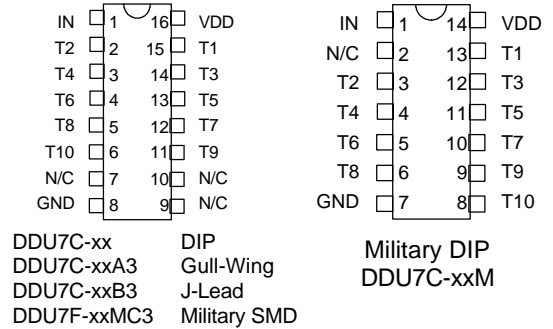 IN 1 16 VDD
T2 2 15 T1
T4 3 14 T3
T6 4 13 T5
T8 5 12 T7
T10 6 11 T9
N/C 7 10 N/C
GND 8 9 N/C
DDU7C-xx DIP
DDU7C-xxA3 Gull-Wing
DDU7C-xxB3 J-Lead
DDU7F-xxMC3 Military SMD
IN 1 14 VDD
N/C 2 13 T1
T2 3 12 T3
T4 4 11 T5
T6 5 10 T7
T8 6 9 T9
GND 7 8 T10
Military DIP
DDU7C-xxM